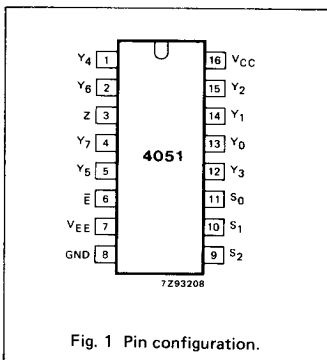 Y4 1 16 VCC
Y6 2 15 Y2
Z 3 14 Y1
Y7 4 13 Y0
4051
Y5 5 12 Y3
E̅ 6 11 S0
VEE 7 10 S1
GND 8 9 S2
7Z93208
Fig. 1 Pin configuration.